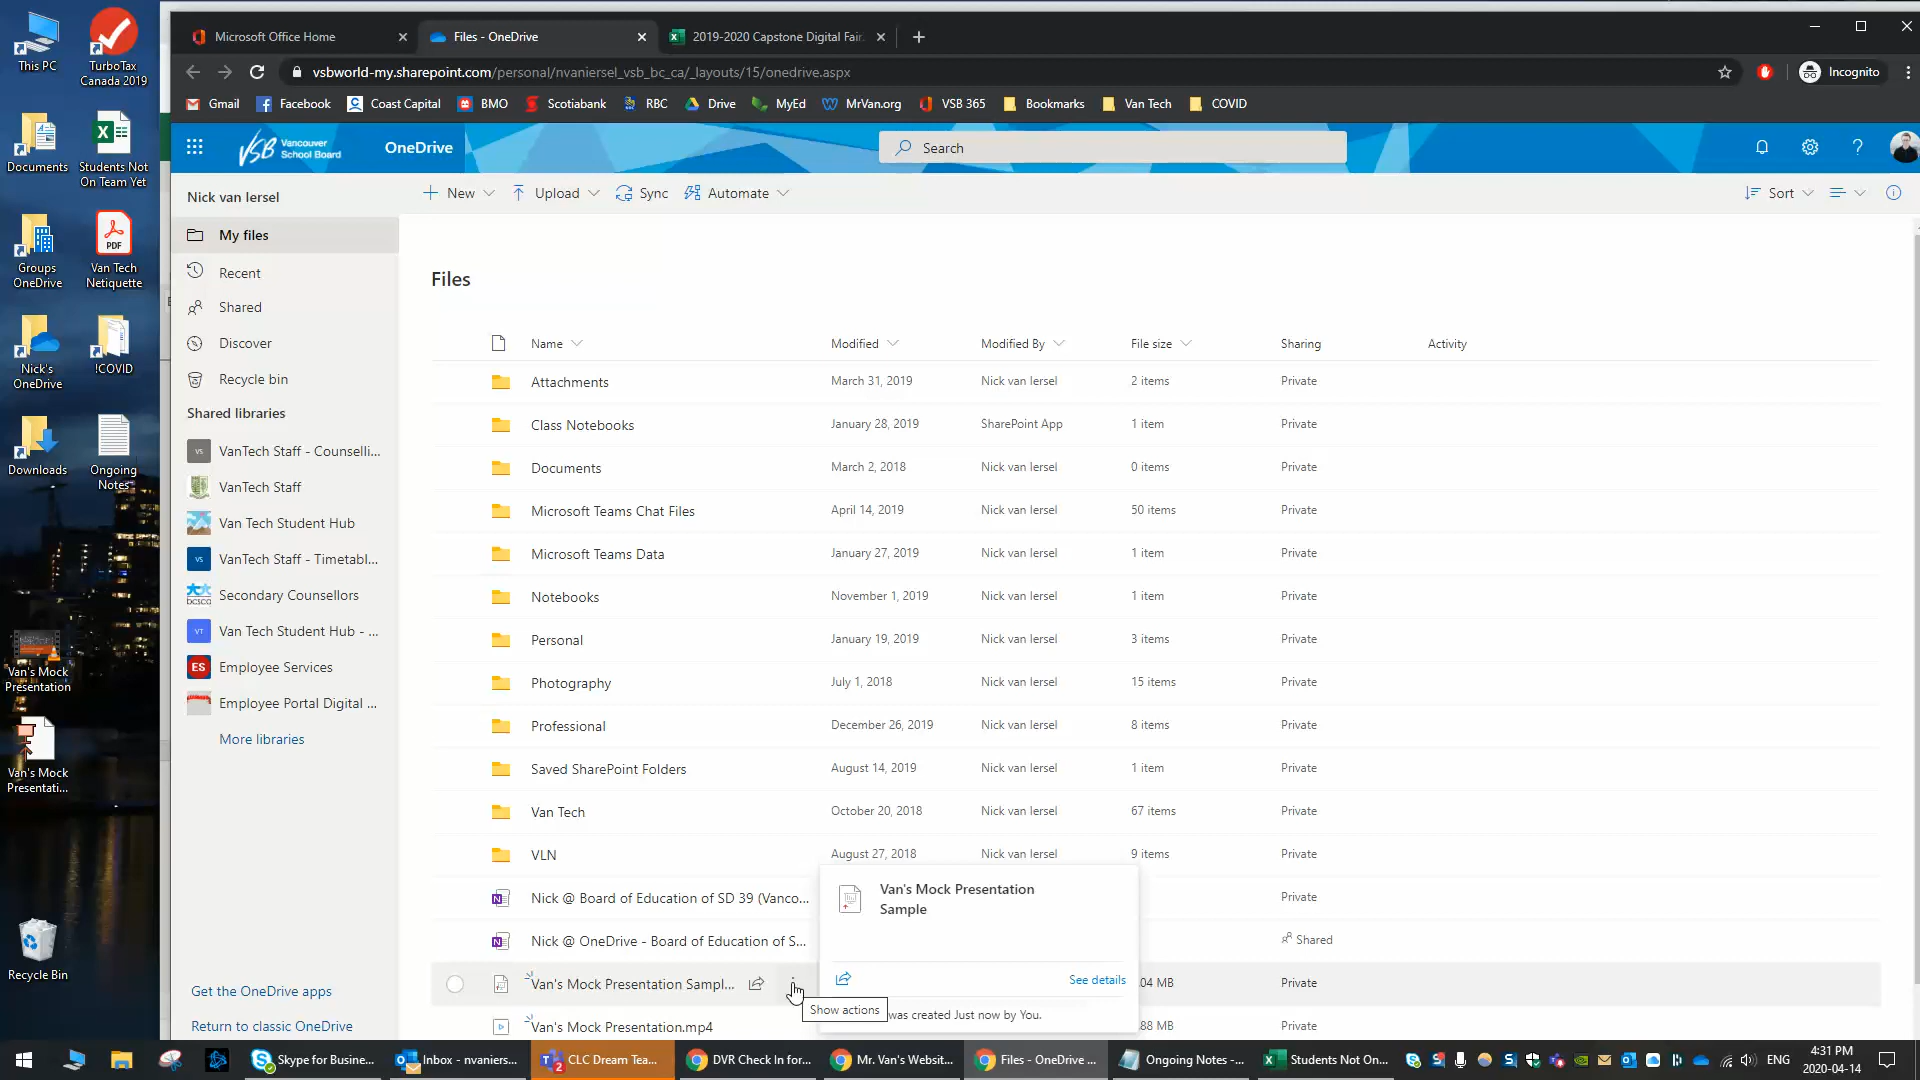 This PC
TurboTax
Canada 2019
Documents
Students Not
On Team Yet
Groups
OneDrive
Van Tech
Netiquette
PDF
Nick's
OneDrive
!COVID
Downloads
Ongoing
Notes
Van's Mock
Presentation
Van's Mock
Presentati...
Recycle Bin
Microsoft Office Home
Files - OneDrive
2019-2020 Capstone Digital Fair
vsbworld-my.sharepoint.com/personal/nvaniersel_vsb_bc_ca/_layouts/15/onedrive.aspx
Incognito
Gmail
Facebook
Coast Capital
BMO
Scotiabank
RBC
Drive
MyEd
MrVan.org
VSB 365
Bookmarks
Van Tech
COVID
VSB Vancouver
School Board
OneDrive
Search
Nick van Iersel
New
Upload
Sync
Automate
Sort
My files
Recent
Shared
Discover
Recycle bin
Shared libraries
VS VanTech Staff - Counselli...
VanTech Staff
Van Tech Student Hub
VS VanTech Staff - Timetabl...
bcsca Secondary Counsellors
VT Van Tech Student Hub - ...
ES Employee Services
Employee Portal Digital ...
More libraries
Get the OneDrive apps
Return to classic OneDrive
Files
Name Modified Modified By File size Sharing Activity
Attachments March 31, 2019 Nick van Iersel 2 items Private
Class Notebooks January 28, 2019 SharePoint App 1 item Private
Documents March 2, 2018 Nick van Iersel 0 items Private
Microsoft Teams Chat Files April 14, 2019 Nick van Iersel 50 items Private
Microsoft Teams Data January 27, 2019 Nick van Iersel 1 item Private
Notebooks November 1, 2019 Nick van Iersel 1 item Private
Personal January 19, 2019 Nick van Iersel 3 items Private
Photography July 1, 2018 Nick van Iersel 15 items Private
Professional December 26, 2019 Nick van Iersel 8 items Private
Saved SharePoint Folders August 14, 2019 Nick van Iersel 1 item Private
Van Tech October 20, 2018 Nick van Iersel 67 items Private
VLN August 27, 2018 Nick van Iersel 9 items Private
Nick @ Board of Education of SD 39 (Vanco... Private
Nick @ OneDrive - Board of Education of S... Shared
Van's Mock Presentation Sampl... .04 MB Private
Van's Mock Presentation.mp4 .88 MB Private
Van's Mock Presentation
Sample
See details
was created Just now by You.
Show actions
Skype for Busine...
Inbox - nvaniers...
2 CLC Dream Tea...
DVR Check In for...
Mr. Van's Websit...
Files - OneDrive ...
Ongoing Notes -...
Students Not On...
ENG
4:31 PM
2020-04-14